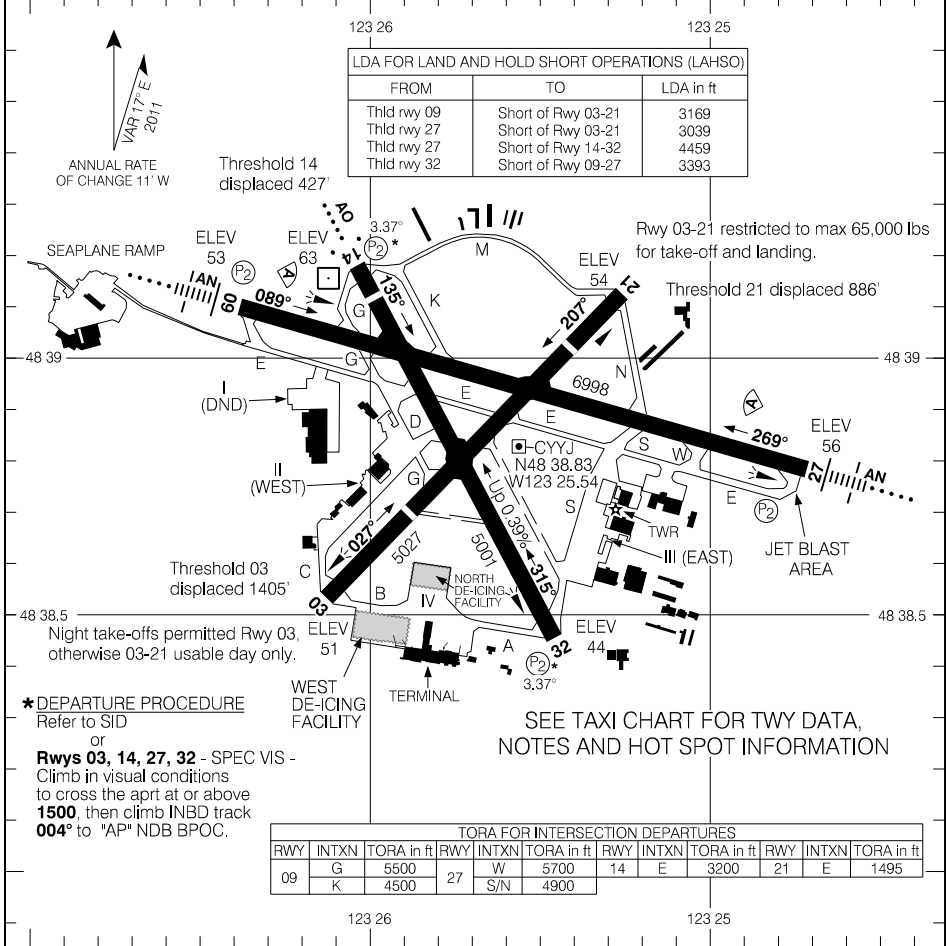 123 26
123 25
LDA FOR LAND AND HOLD SHORT OPERATIONS (LAHSO)
FROM TO LDA in ft
Thld rwy 09 Short of Rwy 03-21 3169
Thld rwy 27 Short of Rwy 03-21 3039
Thld rwy 27 Short of Rwy 14-32 4459
Thld rwy 32 Short of Rwy 09-27 3393
VAR 17° E
2011
ANNUAL RATE
OF CHANGE 11' W
Threshold 14
displaced 427'
AO
3.37°
P2 *
14
135°
SEAPLANE RAMP
ELEV
53
P2
A
ELEV
63
AN
09
089°
G
K
M
Rwy 03-21 restricted to max 65,000 lbs
for take-off and landing.
ELEV
54
21
Threshold 21 displaced 886'
207°
N
48 39
48 39
E
G
6998
E
E
A
I
(DND)
D
S
W
269°
ELEV
56
27
AN
CYYJ
N48 38.83
W123 25.54
II
(WEST)
G
E
P2
S
TWR
Up 0.39%
III (EAST)
JET BLAST
AREA
027°
5027
5001
315°
Threshold 03
displaced 1405'
C
B
IV
NORTH
DE-ICING
FACILITY
03
48 38.5
48 38.5
Night take-offs permitted Rwy 03,
otherwise 03-21 usable day only.
ELEV
51
A
32
ELEV
44
P2 *
3.37°
WEST
DE-ICING
FACILITY
TERMINAL
* DEPARTURE PROCEDURE
Refer to SID
or
Rwys 03, 14, 27, 32 - SPEC VIS -
Climb in visual conditions
to cross the aprt at or above
1500, then climb INBD track
004° to "AP" NDB BPOC.
SEE TAXI CHART FOR TWY DATA,
NOTES AND HOT SPOT INFORMATION
TORA FOR INTERSECTION DEPARTURES
RWY INTXN TORA in ft RWY INTXN TORA in ft RWY INTXN TORA in ft RWY INTXN TORA in ft
09 G 5500 27 W 5700 14 E 3200 21 E 1495
K 4500 S/N 4900
123 26
123 25